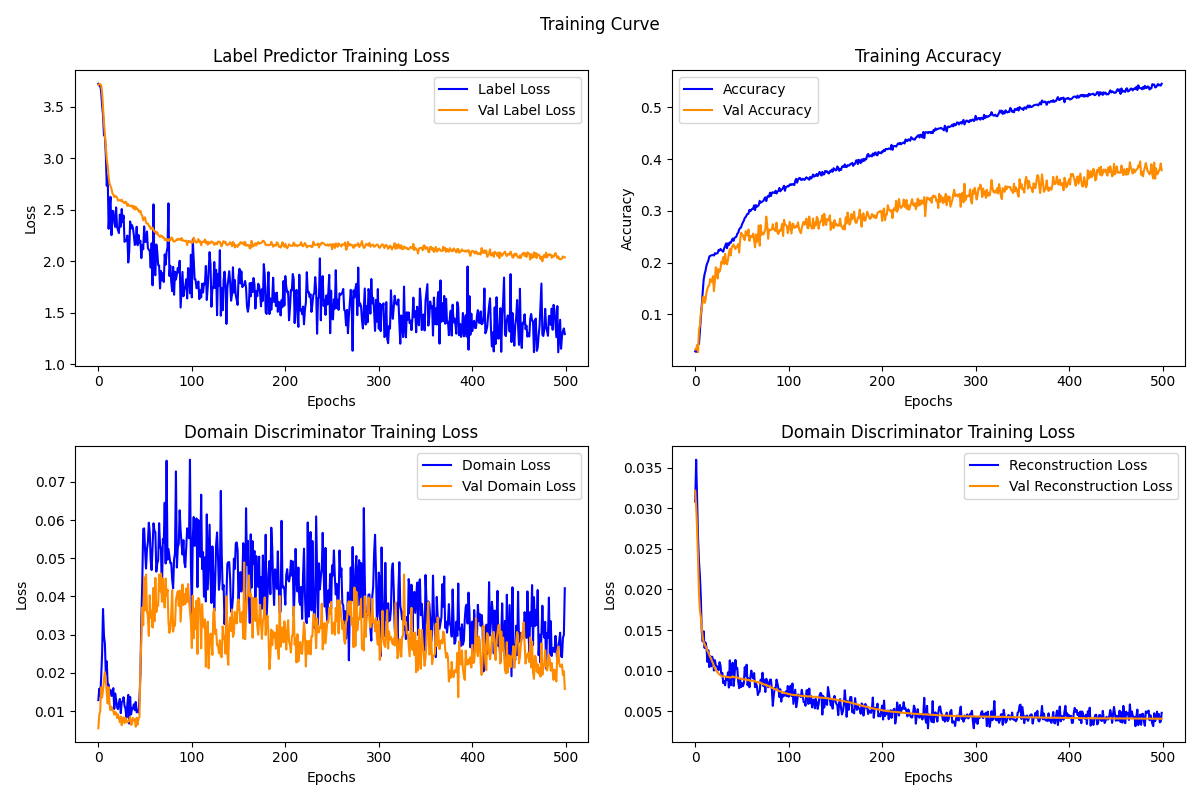 Training Curve
Label Predictor Training Loss
Loss
3.5
3.0
2.5
2.0
1.5
1.0
Label Loss
Val Label Loss
0 100 200 300 400 500
Epochs
Training Accuracy
Accuracy
0.5
0.4
0.3
0.2
0.1
Accuracy
Val Accuracy
0 100 200 300 400 500
Epochs
Domain Discriminator Training Loss
Loss
0.07
0.06
0.05
0.04
0.03
0.02
0.01
Domain Loss
Val Domain Loss
0 100 200 300 400 500
Epochs
Domain Discriminator Training Loss
Loss
0.035
0.030
0.025
0.020
0.015
0.010
0.005
Reconstruction Loss
Val Reconstruction Loss
0 100 200 300 400 500
Epochs